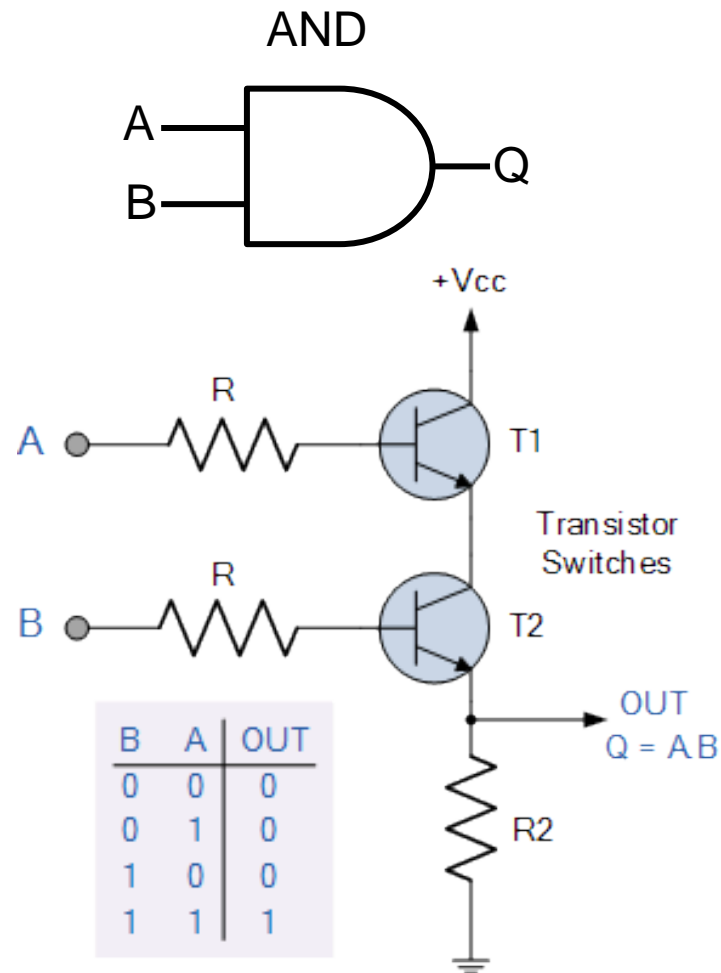 AND
A
B
Q
+Vcc
R
A
T1
Transistor
Switches
R
B
T2
OUT
Q = A.B
B A OUT
0 0 0
0 1 0
1 0 0
1 1 1
R2